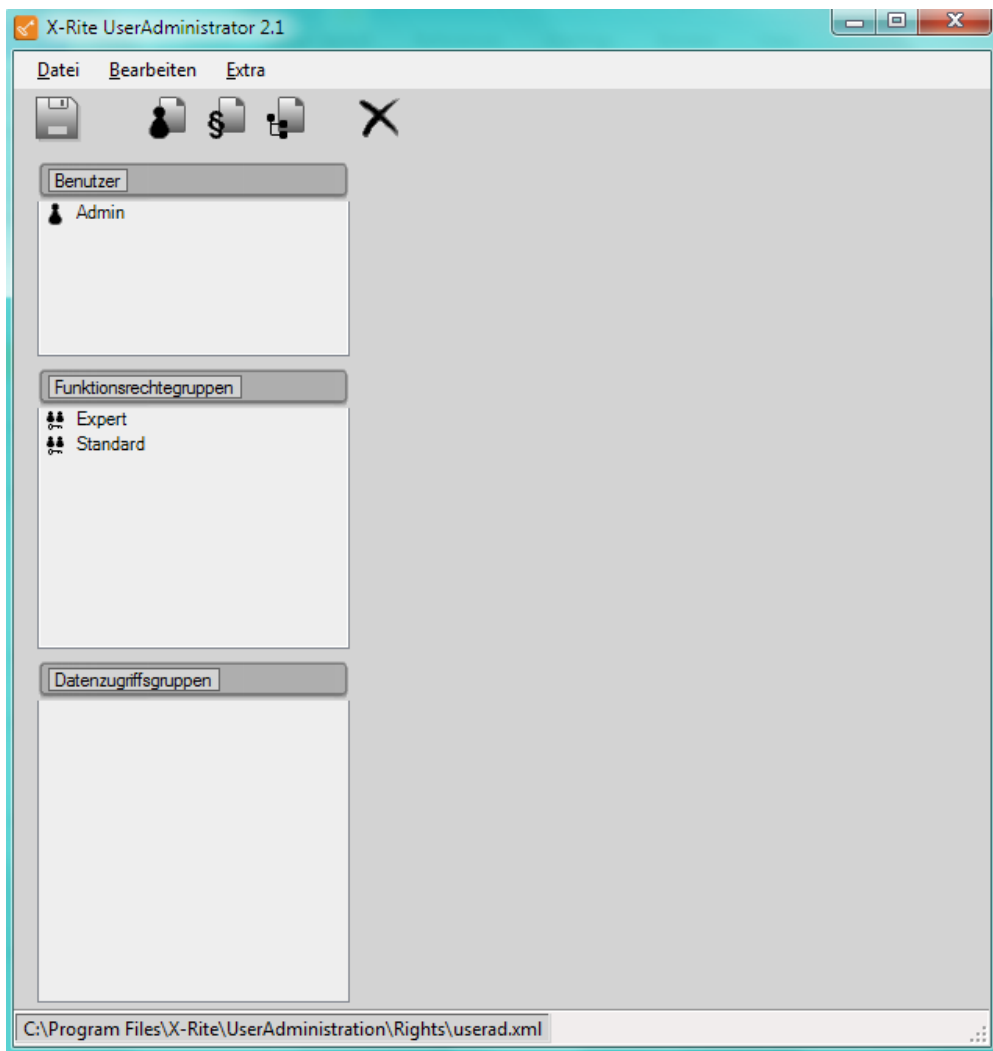 X-Rite UserAdministrator 2.1
Datei Bearbeiten Extra
§
Benutzer
Admin
Funktionsrechtegruppen
Expert
Standard
Datenzugriffsgruppen
C:\Program Files\X-Rite\UserAdministration\Rights\userad.xml